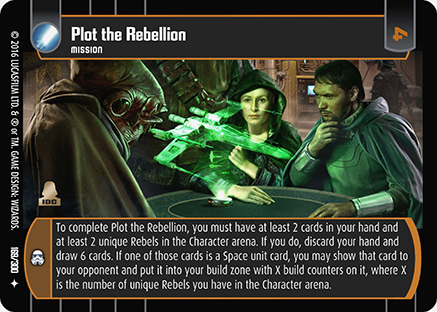 Plot the Rebellion
MISSION
4
© 2016 LUCASFILM LTD. & ® or TM. GAME DESIGN: WIZARDS.
IDC
169/300
To complete Plot the Rebellion, you must have at least 2 cards in your hand and
at least 2 unique Rebels in the Character arena. If you do, discard your hand and
draw 6 cards. If one of those cards is a Space unit card, you may show that card to
your opponent and put it into your build zone with X build counters on it, where X
is the number of unique Rebels you have in the Character arena.